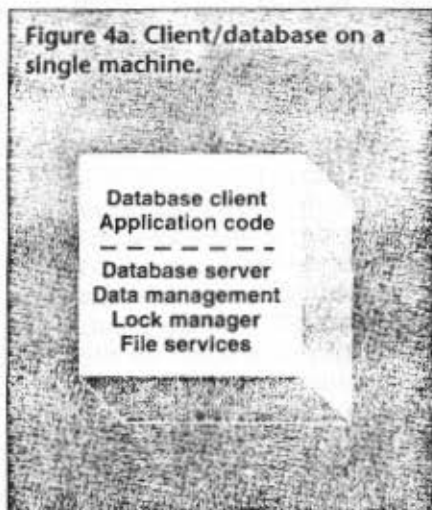 Figure 4a. Client/database on a
single machine.
Database client
Application code
Database server
Data management
Lock manager
File services